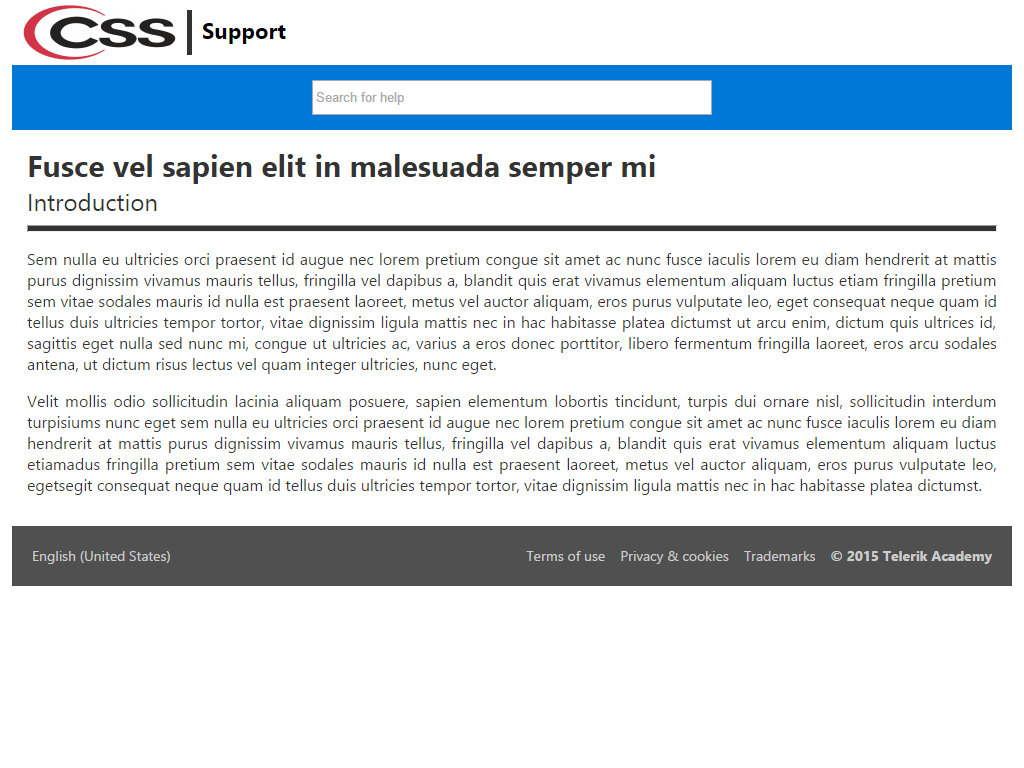 CSS Support
Search for help
Fusce vel sapien elit in malesuada semper mi
Introduction
Sem nulla eu ultricies orci praesent id augue nec lorem pretium congue sit amet ac nunc fusce iaculis lorem eu diam hendrerit at mattis
purus dignissim vivamus mauris tellus, fringilla vel dapibus a, blandit quis erat vivamus elementum aliquam luctus etiam fringilla pretium
sem vitae sodales mauris id nulla est praesent laoreet, metus vel auctor aliquam, eros purus vulputate leo, eget consequat neque quam id
tellus duis ultricies tempor tortor, vitae dignissim ligula mattis nec in hac habitasse platea dictumst ut arcu enim, dictum quis ultrices id,
sagittis eget nulla sed nunc mi, congue ut ultricies ac, varius a eros donec porttitor, libero fermentum fringilla laoreet, eros arcu sodales
antena, ut dictum risus lectus vel quam integer ultricies, nunc eget.
Velit mollis odio sollicitudin lacinia aliquam posuere, sapien elementum lobortis tincidunt, turpis dui ornare nisl, sollicitudin interdum
turpisiums nunc eget sem nulla eu ultricies orci praesent id augue nec lorem pretium congue sit amet ac nunc fusce iaculis lorem eu diam
hendrerit at mattis purus dignissim vivamus mauris tellus, fringilla vel dapibus a, blandit quis erat vivamus elementum aliquam luctus
etiamadus fringilla pretium sem vitae sodales mauris id nulla est praesent laoreet, metus vel auctor aliquam, eros purus vulputate leo,
egetsegit consequat neque quam id tellus duis ultricies tempor tortor, vitae dignissim ligula mattis nec in hac habitasse platea dictumst.
English (United States) Terms of use Privacy & cookies Trademarks © 2015 Telerik Academy